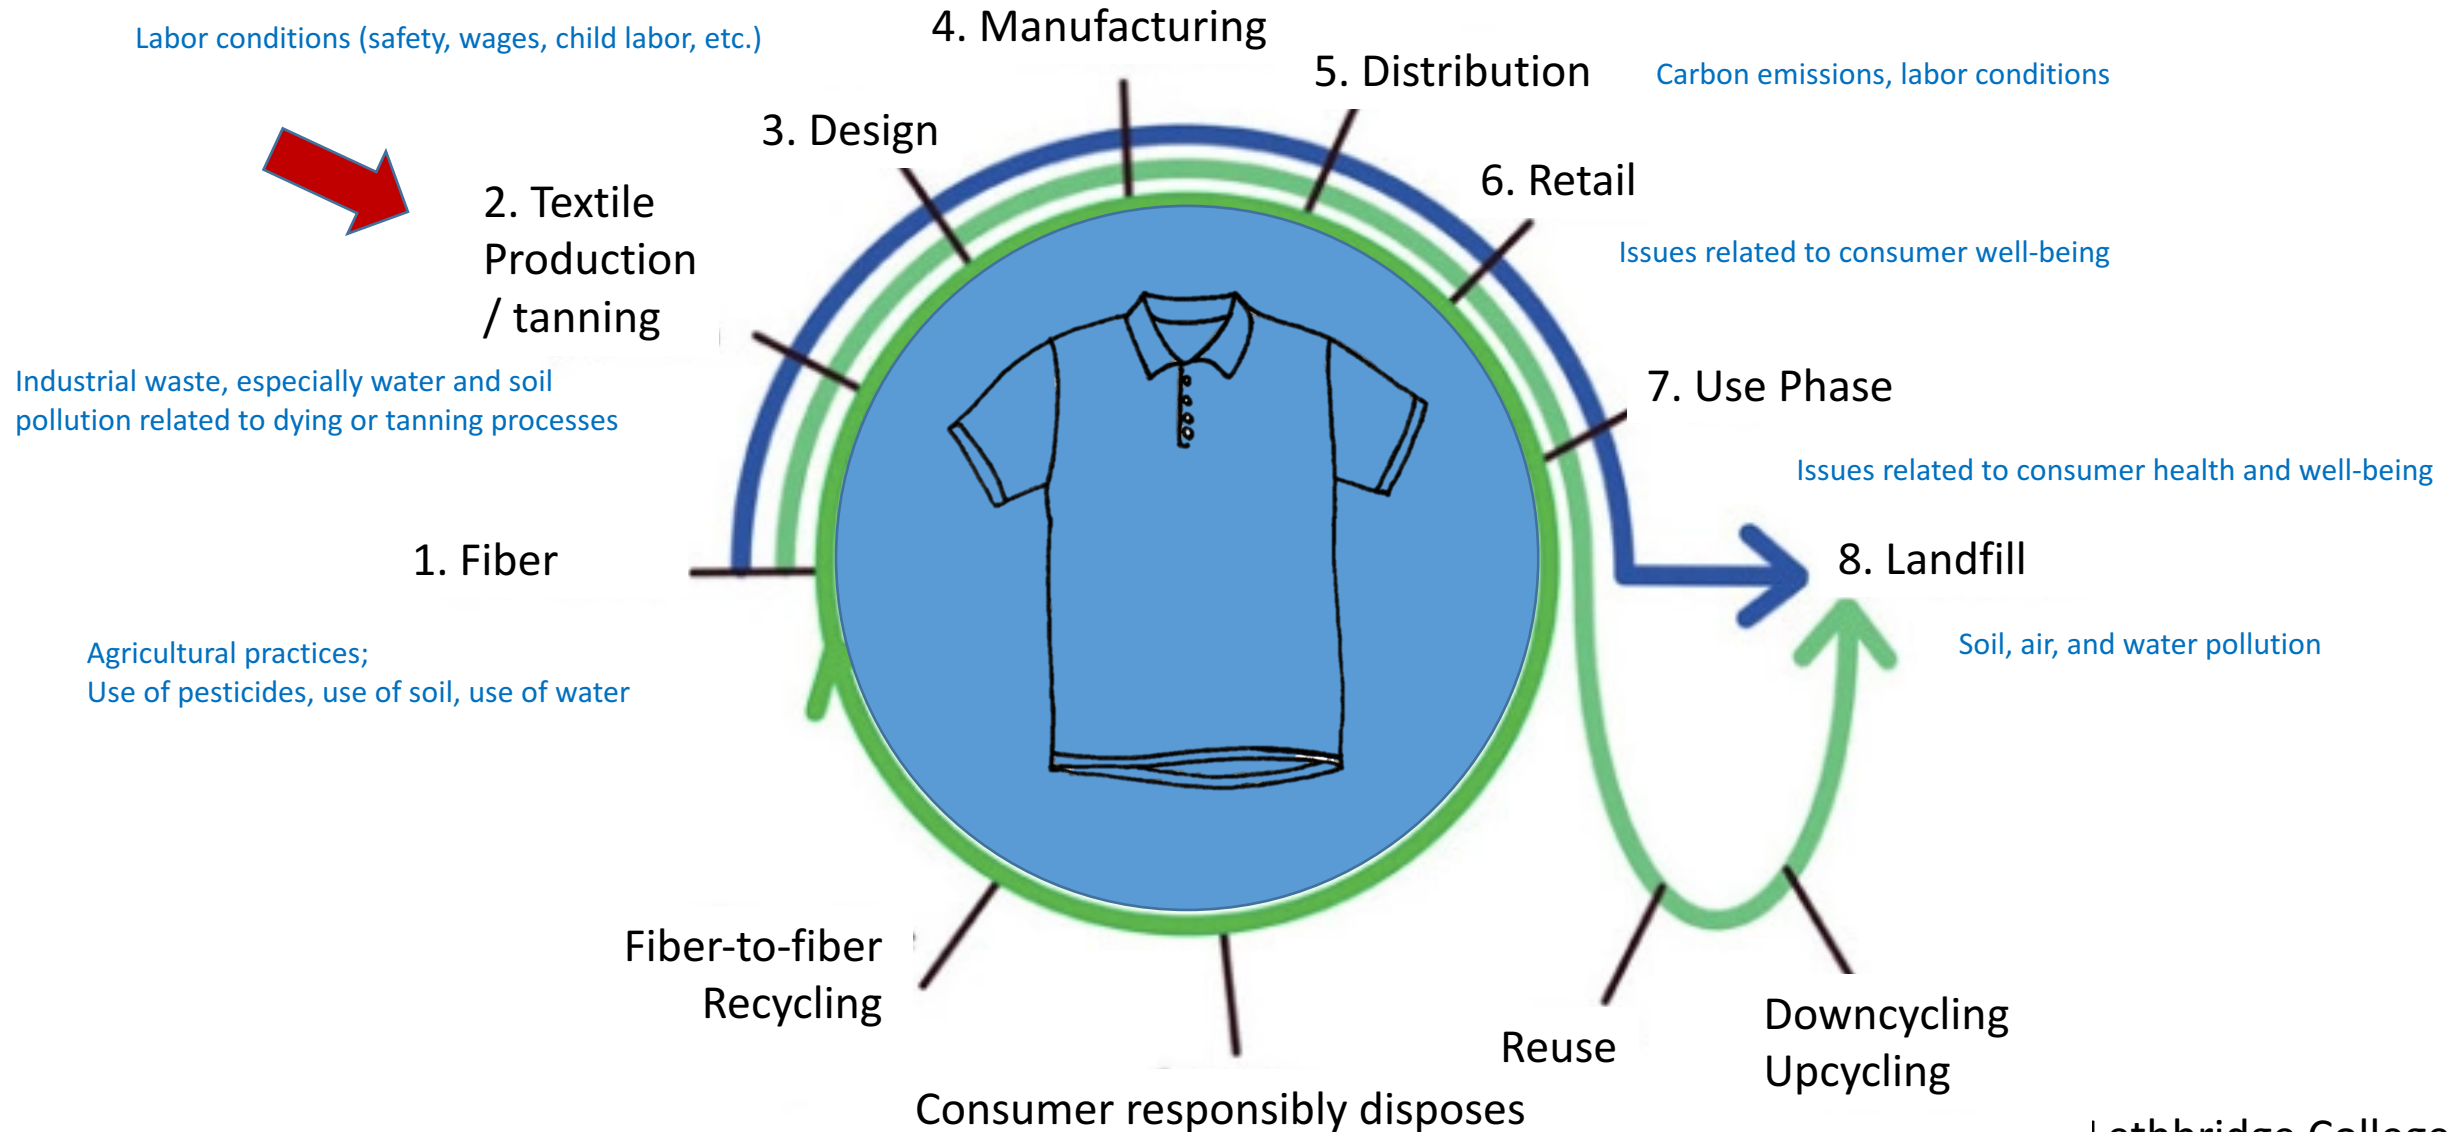 Labor conditions (safety, wages, child labor, etc.)
4. Manufacturing
5. Distribution
Carbon emissions, labor conditions
3. Design
6. Retail
2. Textile
Production
/ tanning
Issues related to consumer well-being
Industrial waste, especially water and soil
pollution related to dying or tanning processes
7. Use Phase
Issues related to consumer health and well-being
1. Fiber
8. Landfill
Agricultural practices;
Use of pesticides, use of soil, use of water
Soil, air, and water pollution
Fiber-to-fiber
Recycling
Reuse
Downcycling
Upcycling
Consumer responsibly disposes
College